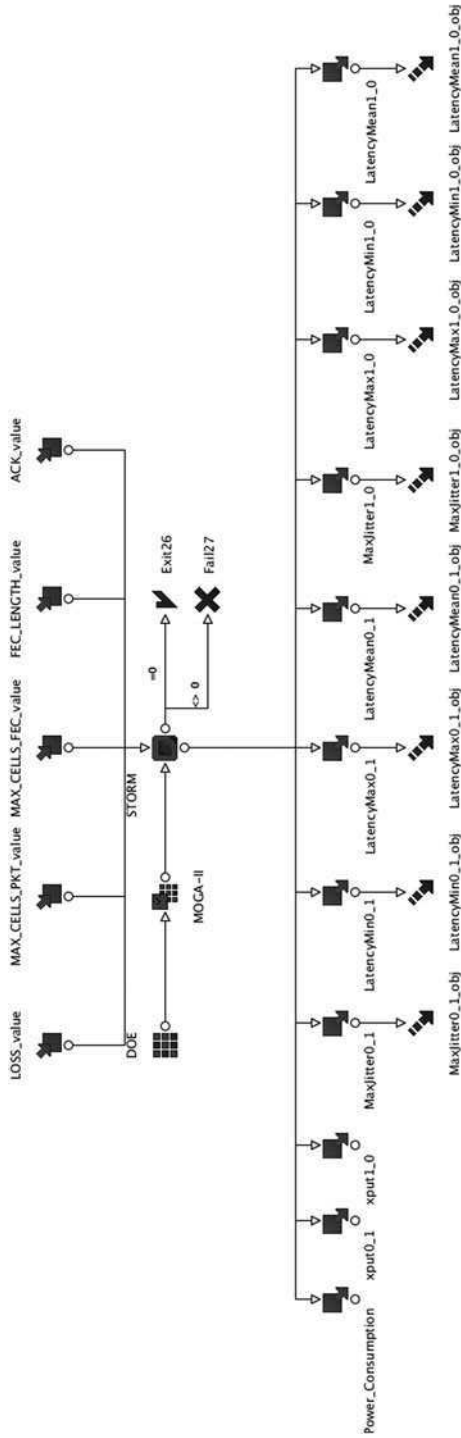 LOSS_value
MAX_CELLS_PKT_value
MAX_CELLS_FEC_value
FEC_LENGTH_value
ACK_value
DOE
STORM
MOGA-II
=0
Exit26
<> 0
Fail27
Power_Consumption
xput0_1
xput1_0
MaxJitter0_1
LatencyMin0_1
LatencyMax0_1
LatencyMean0_1
MaxJitter1_0
LatencyMax1_0
LatencyMin1_0
LatencyMean1_0
MaxJitter0_1_obj
LatencyMin0_1_obj
LatencyMax0_1_obj
LatencyMean0_1_obj
MaxJitter1_0_obj
LatencyMax1_0_obj
LatencyMin1_0_obj
LatencyMean1_0_obj